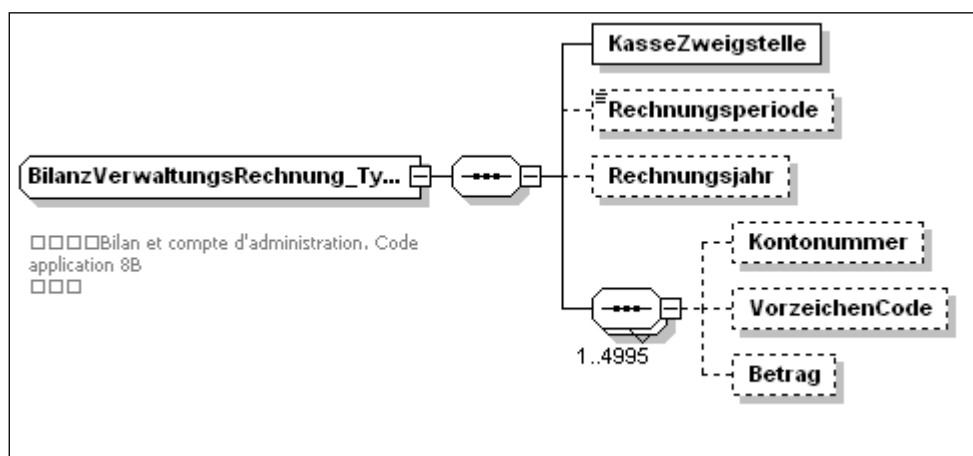 KasseZweigstelle
Rechnungsperiode
BilanzVerwaltungsRechnung_Ty...
Rechnungsjahr
Bilan et compte d'administration. Code
application 8B
Kontonummer
VorzeichenCode
1..4995
Betrag